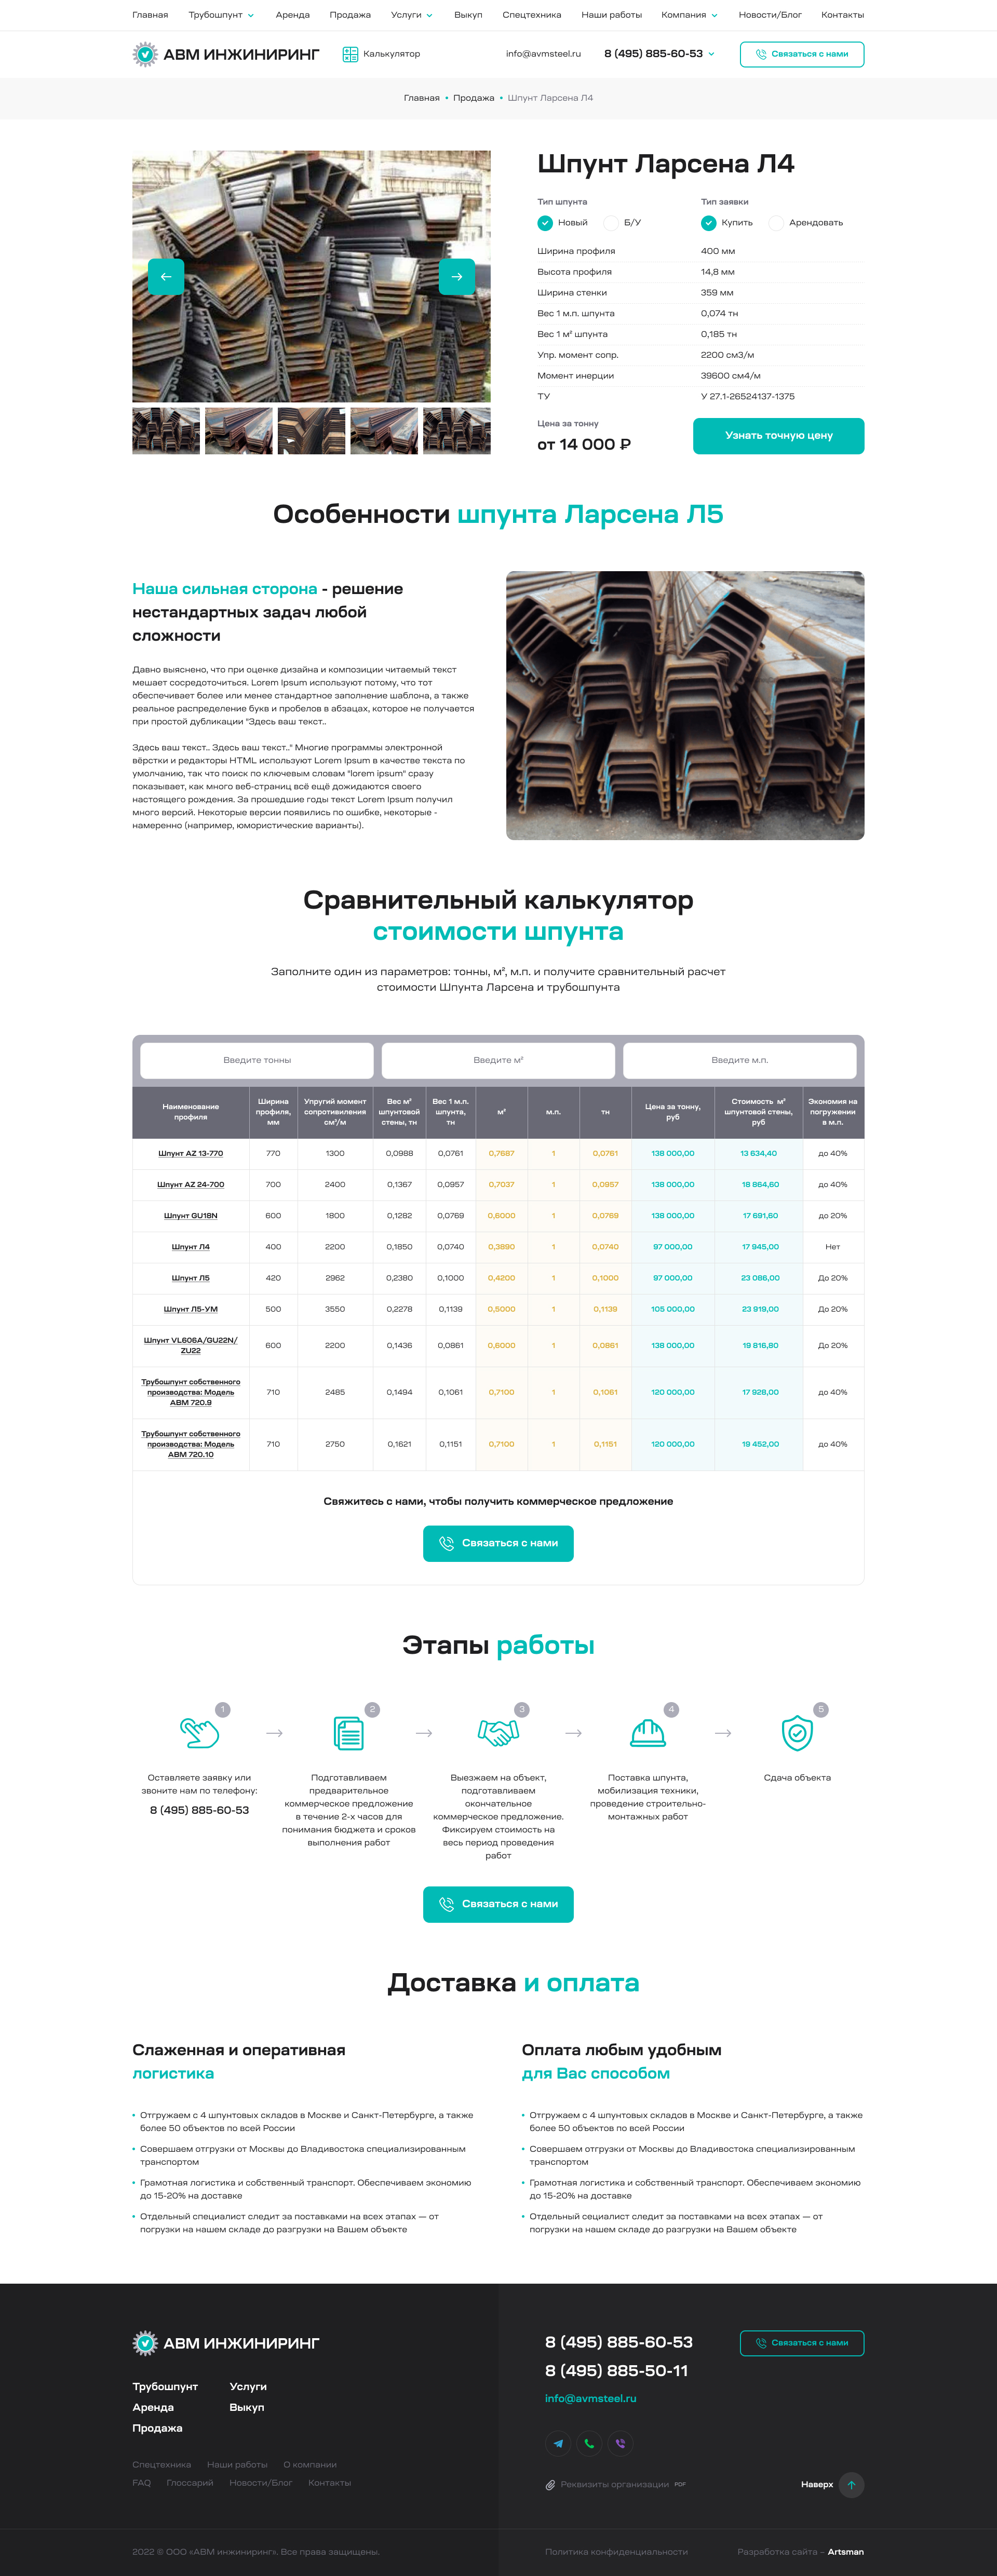 Главная Трубошпунт Аренда Продажа Услуги Выкуп Спецтехника Наши работы Компания Новости/Блог Контакты
АВМ ИНЖИНИРИНГ Калькулятор info@avmsteel.ru 8 (495) 885-60-53 Связаться с нами
Главная • Продажа • Шпунт Ларсена Л4
Шпунт Ларсена Л4
Тип шпунта Тип заявки
Новый Б/У Купить Арендовать
Ширина профиля 400 мм
Высота профиля 14,8 мм
Ширина стенки 359 мм
Вес 1 м.п. шпунта 0,074 тн
Вес 1 м² шпунта 0,185 тн
Упр. момент сопр. 2200 см3/м
Момент инерции 39600 см4/м
ТУ У 27.1-26524137-1375
Цена за тонну
от 14 000 ₽ Узнать точную цену
Особенности шпунта Ларсена Л5
Наша сильная сторона - решение
нестандартных задач любой
сложности
Давно выяснено, что при оценке дизайна и композиции читаемый текст
мешает сосредоточиться. Lorem Ipsum используют потому, что тот
обеспечивает более или менее стандартное заполнение шаблона, а также
реальное распределение букв и пробелов в абзацах, которое не получается
при простой дубликации "Здесь ваш текст..
Здесь ваш текст.. Здесь ваш текст.." Многие программы электронной
вёрстки и редакторы HTML используют Lorem Ipsum в качестве текста по
умолчанию, так что поиск по ключевым словам "lorem ipsum" сразу
показывает, как много веб-страниц всё ещё дожидаются своего
настоящего рождения. За прошедшие годы текст Lorem Ipsum получил
много версий. Некоторые версии появились по ошибке, некоторые -
намеренно (например, юмористические варианты).
Сравнительный калькулятор
стоимости шпунта
Заполните один из параметров: тонны, м², м.п. и получите сравнительный расчет
стоимости Шпунта Ларсена и трубошпунта
Введите тонны Введите м² Введите м.п.
Наименование профиля Ширина профиля, мм Упругий момент сопротивиления см³/м Вес м² шпунтовой стены, тн Вес 1 м.п. шпунта, тн м² м.п. тн Цена за тонну, руб Стоимость м² шпунтовой стены, руб Экономия на погружении в м.п.
Шпунт AZ 13-770 770 1300 0,0988 0,0761 0,7687 1 0,0761 138 000,00 13 634,40 до 40%
Шпунт AZ 24-700 700 2400 0,1367 0,0957 0,7037 1 0,0957 138 000,00 18 864,60 до 40%
Шпунт GU18N 600 1800 0,1282 0,0769 0,6000 1 0,0769 138 000,00 17 691,60 до 20%
Шпунт Л4 400 2200 0,1850 0,0740 0,3890 1 0,0740 97 000,00 17 945,00 Нет
Шпунт Л5 420 2962 0,2380 0,1000 0,4200 1 0,1000 97 000,00 23 086,00 До 20%
Шпунт Л5-УМ 500 3550 0,2278 0,1139 0,5000 1 0,1139 105 000,00 23 919,00 До 20%
Шпунт VL606A/GU22N/ ZU22 600 2200 0,1436 0,0861 0,6000 1 0,0861 138 000,00 19 816,80 До 20%
Трубошпунт собственного производства: Модель АВМ 720.9 710 2485 0,1494 0,1061 0,7100 1 0,1061 120 000,00 17 928,00 до 40%
Трубошпунт собственного производства: Модель АВМ 720.10 710 2750 0,1621 0,1151 0,7100 1 0,1151 120 000,00 19 452,00 до 40%
Свяжитесь с нами, чтобы получить коммерческое предложение
Связаться с нами
Этапы работы
1
Оставляете заявку или
звоните нам по телефону:
8 (495) 885-60-53
2
Подготавливаем
предварительное
коммерческое предложение
в течение 2-х часов для
понимания бюджета и сроков
выполнения работ
3
Выезжаем на объект,
подготавливаем
окончательное
коммерческое предложение.
Фиксируем стоимость на
весь период проведения
работ
4
Поставка шпунта,
мобилизация техники,
проведение строительно-
монтажных работ
5
Сдача объекта
Связаться с нами
Доставка и оплата
Слаженная и оперативная
логистика
• Отгружаем с 4 шпунтовых складов в Москве и Санкт-Петербурге, а также
более 50 объектов по всей России
• Совершаем отгрузки от Москвы до Владивостока специализированным
транспортом
• Грамотная логистика и собственный транспорт. Обеспечиваем экономию
до 15-20% на доставке
• Отдельный специалист следит за поставками на всех этапах — от
погрузки на нашем складе до разгрузки на Вашем объекте
Оплата любым удобным
для Вас способом
• Отгружаем с 4 шпунтовых складов в Москве и Санкт-Петербурге, а также
более 50 объектов по всей России
• Совершаем отгрузки от Москвы до Владивостока специализированным
транспортом
• Грамотная логистика и собственный транспорт. Обеспечиваем экономию
до 15-20% на доставке
• Отдельный сециалист следит за поставками на всех этапах — от
погрузки на нашем складе до разгрузки на Вашем объекте
АВМ ИНЖИНИРИНГ
Трубошпунт Услуги
Аренда Выкуп
Продажа
Спецтехника Наши работы О компании
FAQ Глоссарий Новости/Блог Контакты
8 (495) 885-60-53 Связаться с нами
8 (495) 885-50-11
info@avmsteel.ru
Реквизиты организации PDF Наверх
2022 © ООО «АВМ инжиниринг». Все права защищены. Политика конфиденциальности Разработка сайта – Artsman